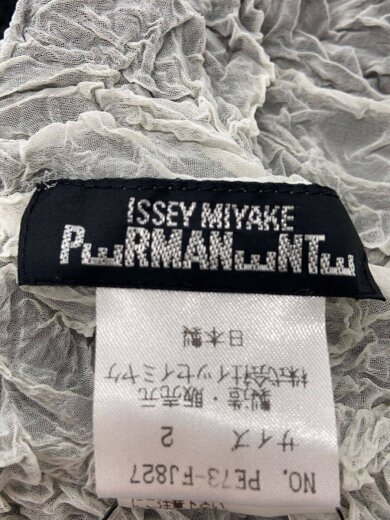 ISSEY MIYAKE
PERMANENTE
NO. PE73-FJ827
サイズ 2
製造・販売元
株式会社イッセイミヤケ
日本製